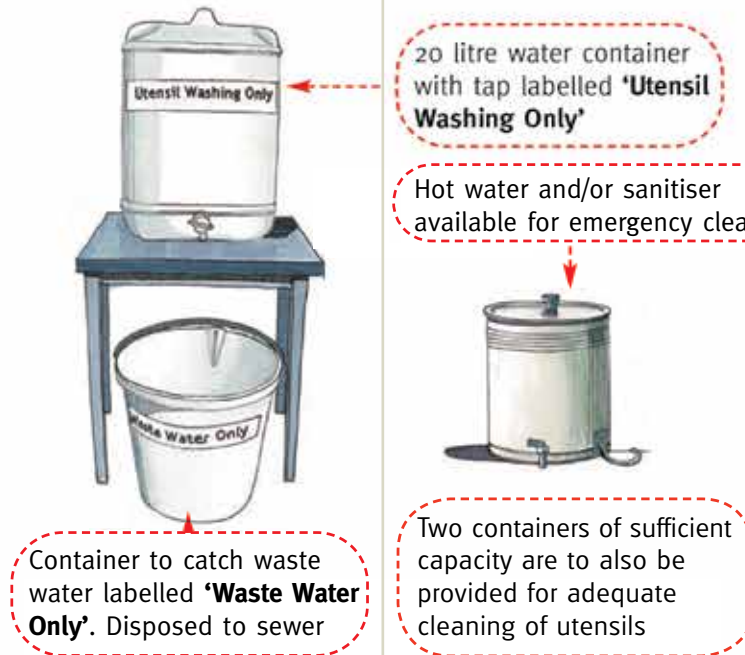 Utensil Washing Only
20 litre water container
with tap labelled ‘Utensil
Washing Only’
Hot water and/or sanitiser
available for emergency
Waste Water Only
Container to catch waste
water labelled ‘Waste Water
Only’. Disposed to sewer
Two containers of sufficient
capacity are to also be
provided for adequate
cleaning of utensils